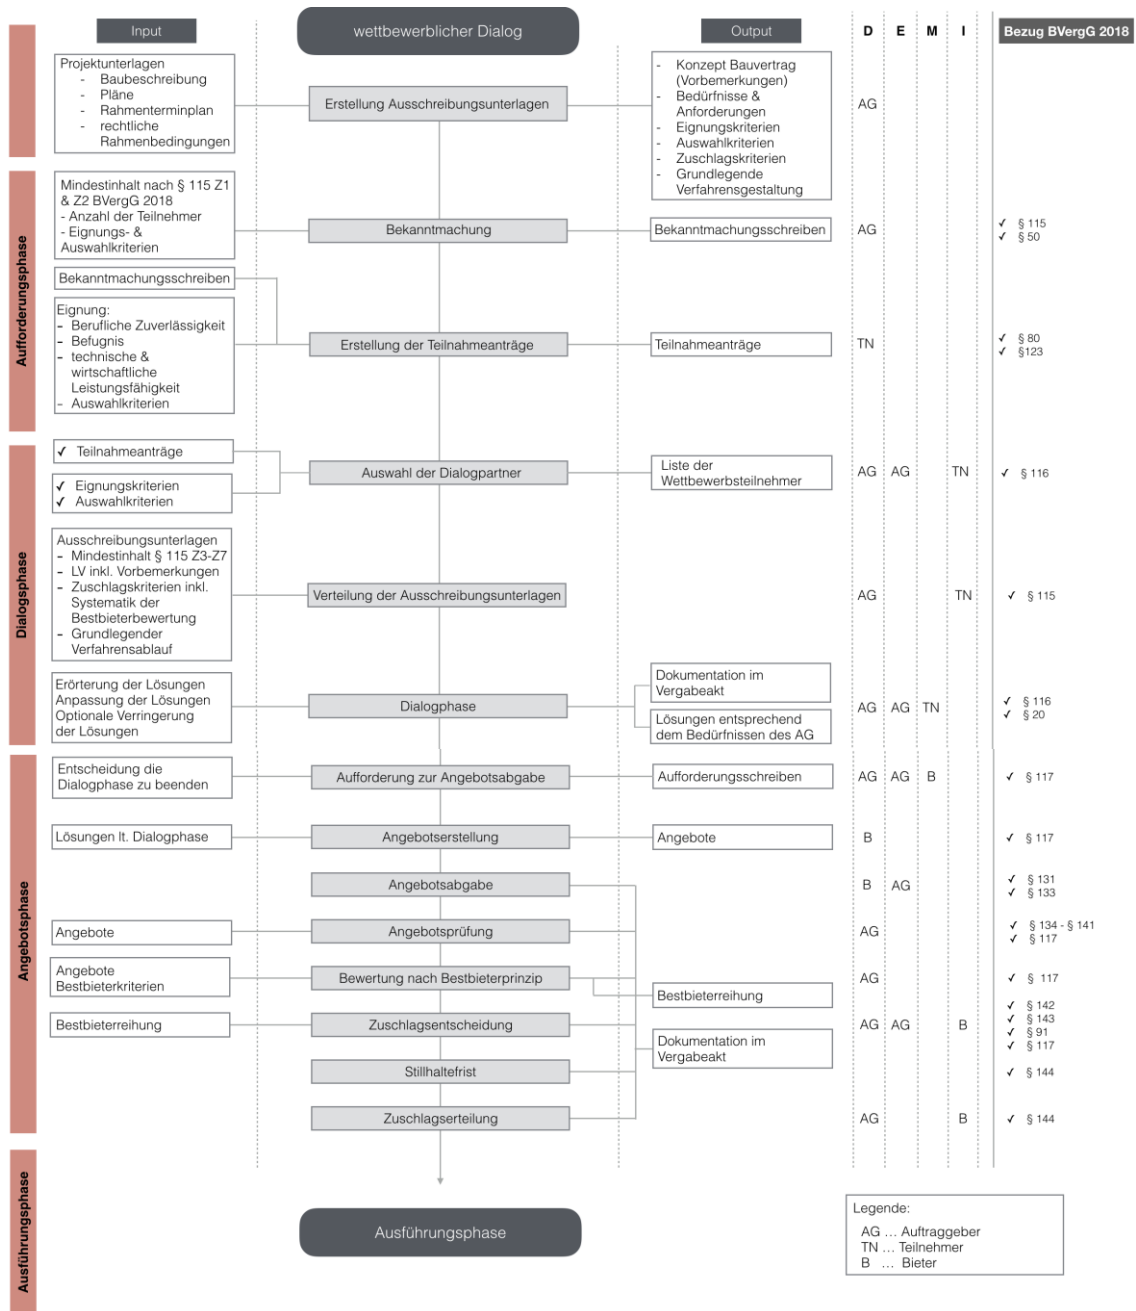 Input
wettbewerblicher Dialog
Output
D E M I
Bezug BVergG 2018
Projektunterlagen
- Baubeschreibung
- Pläne
- Rahmenterminplan
- rechtliche
Rahmenbedingungen
Erstellung Ausschreibungsunterlagen
- Konzept Bauvertrag
(Vorbemerkungen)
- Bedürfnisse &
Anforderungen
- Eignungskriterien
- Auswahlkriterien
- Zuschlagskriterien
- Grundlegende
Verfahrensgestaltung
AG
Aufforderungsphase
Mindestinhalt nach § 115 Z1
& Z2 BVergG 2018
- Anzahl der Teilnehmer
- Eignungs- &
Auswahlkriterien
Bekanntmachung
Bekanntmachungsschreiben
AG
✓ § 115
✓ § 50
Bekanntmachungsschreiben
Eignung:
– Berufliche Zuverlässigkeit
– Befugnis
– technische &
wirtschaftliche
Leistungsfähigkeit
– Auswahlkriterien
Erstellung der Teilnahmeanträge
Teilnahmeanträge
TN
✓ § 80
✓ §123
Dialogsphase
✓ Teilnahmeanträge
✓ Eignungskriterien
✓ Auswahlkriterien
Auswahl der Dialogpartner
Liste der
Wettbewerbsteilnehmer
AG AG TN
✓ § 116
Ausschreibungsunterlagen
– Mindestinhalt § 115 Z3-Z7
– LV inkl. Vorbemerkungen
– Zuschlagskriterien inkl.
Systematik der
Bestbieterbewertung
– Grundlegender
Verfahrensablauf
Verteilung der Ausschreibungsunterlagen
AG TN
✓ § 115
Erörterung der Lösungen
Anpassung der Lösungen
Optionale Verringerung
der Lösungen
Dialogphase
Dokumentation im
Vergabeakt
Lösungen entsprechend
dem Bedürfnissen des AG
AG AG TN
✓ § 116
✓ § 20
Angebotsphase
Entscheidung die
Dialogphase zu beenden
Aufforderung zur Angebotsabgabe
Aufforderungsschreiben
AG AG B
✓ § 117
Lösungen lt. Dialogphase
Angebotserstellung
Angebote
B
✓ § 117
Angebotsabgabe
B AG
✓ § 131
✓ § 133
Angebote
Angebotsprüfung
AG
✓ § 134 - § 141
✓ § 117
Angebote
Bestbieterkriterien
Bewertung nach Bestbieterprinzip
Bestbieterreihung
AG
✓ § 117
Bestbieterreihung
Zuschlagsentscheidung
Dokumentation im
Vergabeakt
AG AG B
✓ § 142
✓ § 143
✓ § 91
✓ § 117
Stillhaltefrist
✓ § 144
Zuschlagserteilung
AG B
✓ § 144
Ausführungsphase
Ausführungsphase
Legende:
AG ... Auftraggeber
TN ... Teilnehmer
B ... Bieter